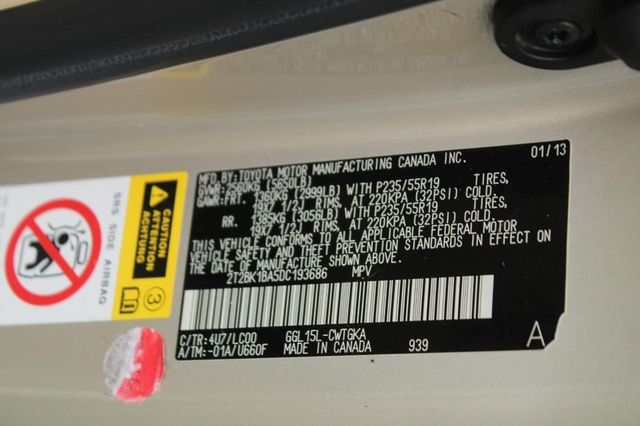 MFD. BY: TOYOTA MOTOR MANUFACTURING CANADA INC. 01/13
GVWR: 2560KG (5650LB)
GAWR: FRT. 1360KG (2999LB) WITH P235/55R19 TIRES,
19X7 1/2J RIMS, AT 220KPA (32PSI) COLD.
RR. 1385KG (3056LB) WITH P235/55R19 TIRES,
19X7 1/2J RIMS, AT 220KPA (32PSI) COLD.
THIS VEHICLE CONFORMS TO ALL APPLICABLE FEDERAL MOTOR
VEHICLE SAFETY AND THEFT PREVENTION STANDARDS IN EFFECT ON
THE DATE OF MANUFACTURE SHOWN ABOVE.
2T2BK1BA5DC193686 MPV
C/TR: 4U7/LC00 GGL15L-CWTGKA
A/TM: -01A/U660F MADE IN CANADA 939 A
SRS SIDE AIRBAG
CAUTION
ATTENTION
ACHTUNG
3